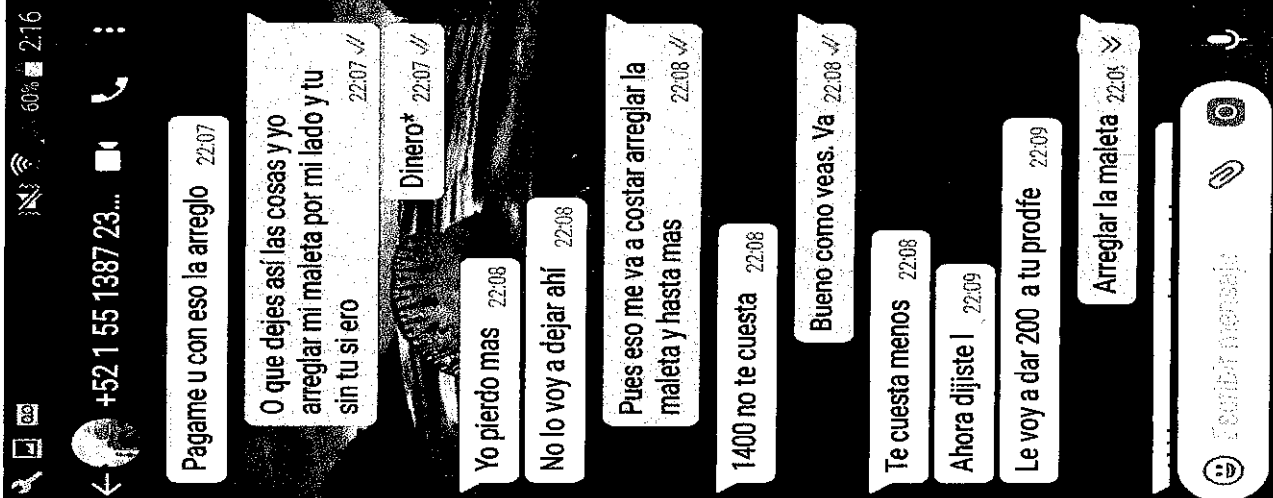 60% 2:16
+52 1 55 1387 23...
Pagame u con eso la arreglo 22:07
O que dejes así las cosas y yo
arreglar mi maleta por mi lado y tu
sin tu si ero 22:07
Dinero* 22:07
Yo pierdo mas 22:08
No lo voy a dejar ahí 22:08
Pues eso me va a costar arreglar la
maleta y hasta mas 22:08
1400 no te cuesta 22:08
Bueno como veas. Va 22:08
Te cuesta menos 22:08
Ahora dijiste l 22:09
Le voy a dar 200 a tu prodfe 22:09
Arreglar la maleta 22:09